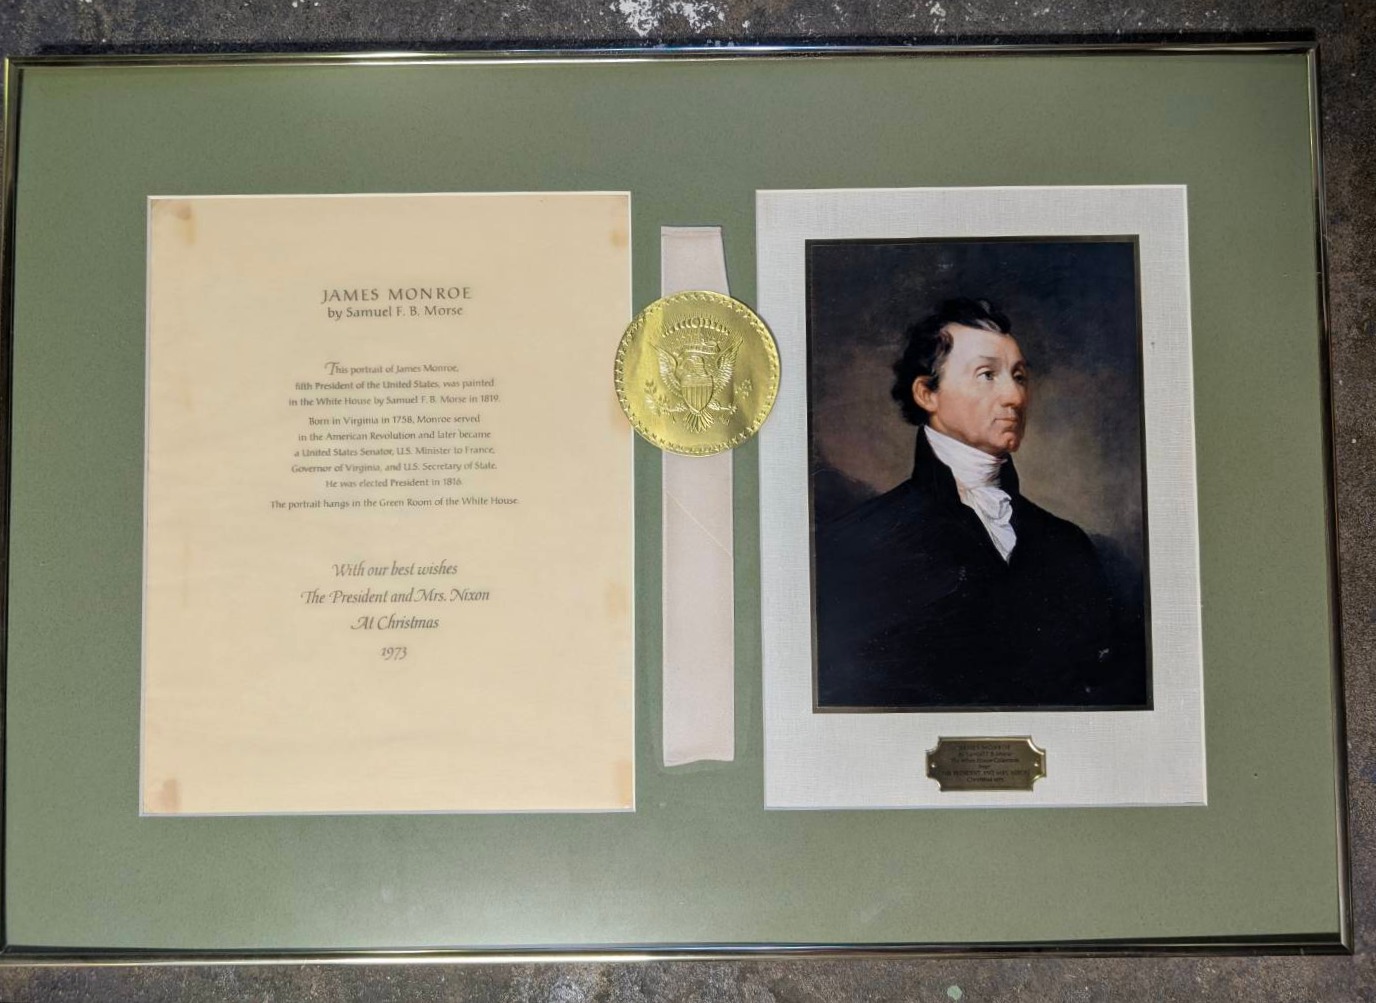 JAMES MONROE
by Samuel F. B. Morse
This portrait of James Monroe,
fifth President of the United States, was painted
in the White House by Samuel F. B. Morse in 1819.
Born in Virginia in 1758, Monroe served
in the American Revolution and later became
a United States Senator, U.S. Minister to France,
Governor of Virginia, and U.S. Secretary of State.
He was elected President in 1816.
The portrait hangs in the Green Room of the White House.
With our best wishes
The President and Mrs. Nixon
At Christmas
1973
JAMES MONROE